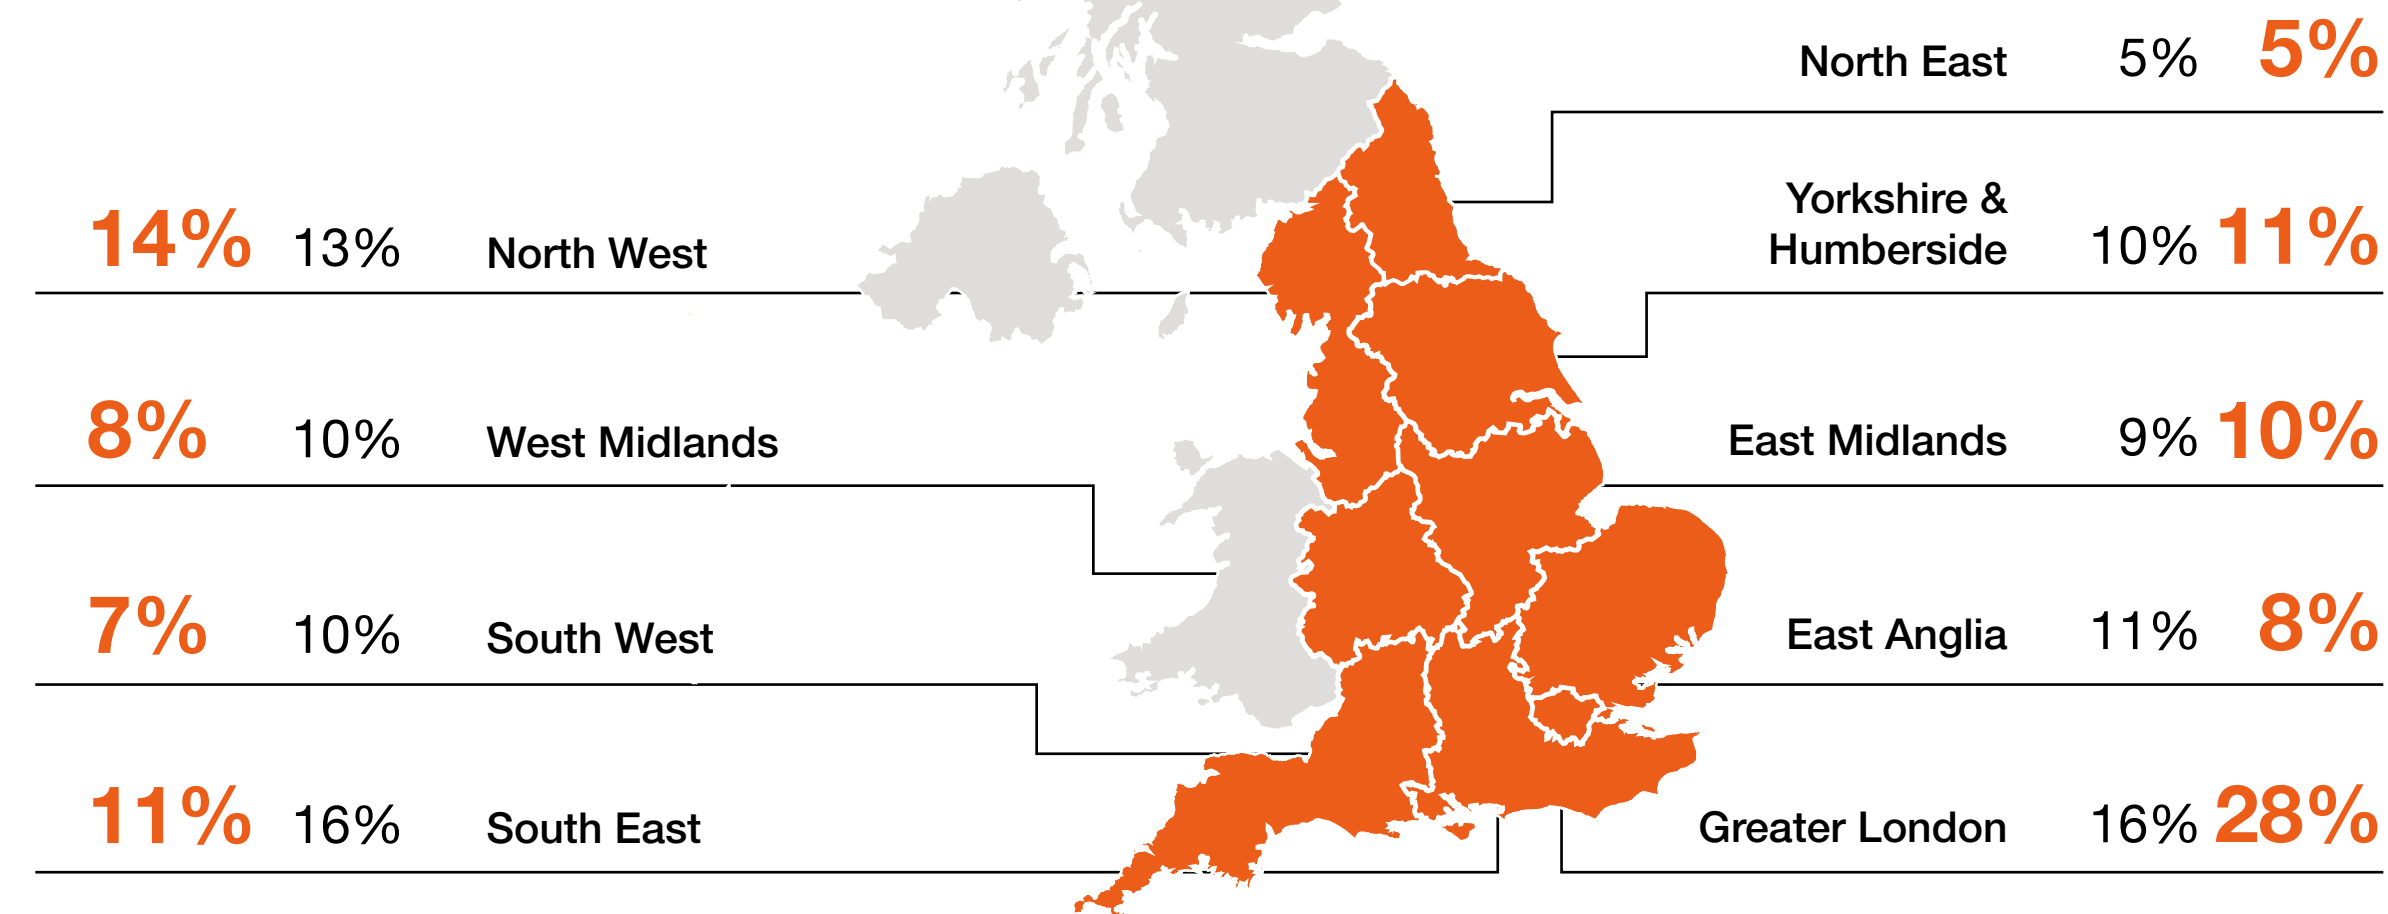 North East 5% 5%
Yorkshire &
Humberside 10% 11%
14% 13% North West
8% 10% West Midlands
East Midlands 9% 10%
7% 10% South West
East Anglia 11% 8%
11% 16% South East
Greater London 16% 28%